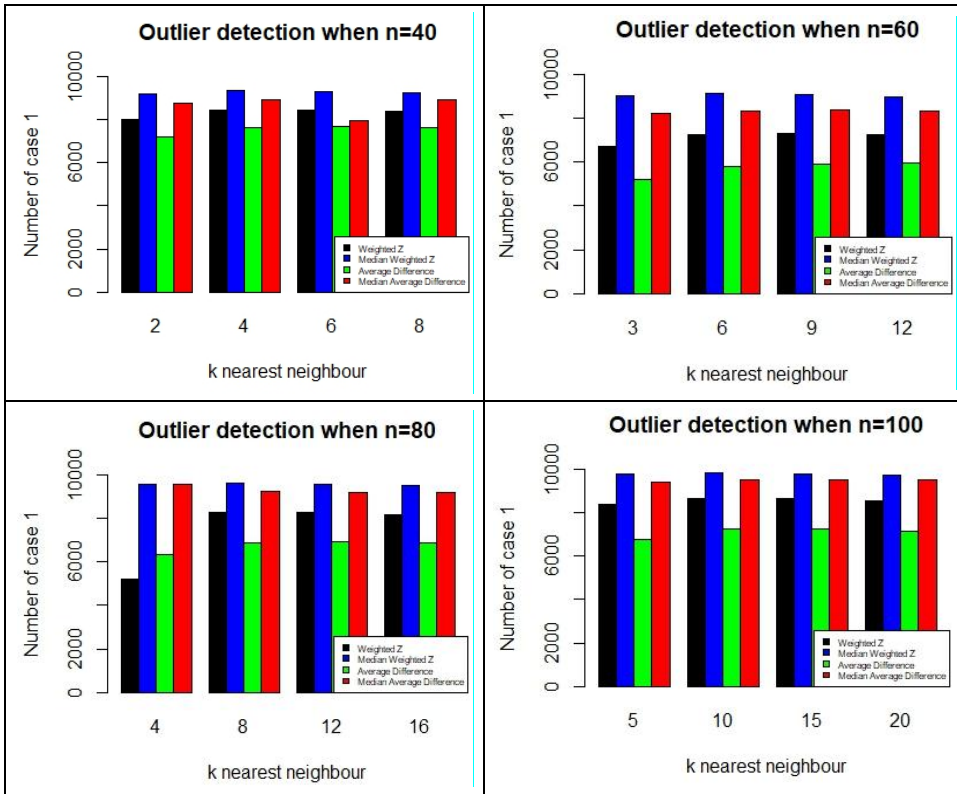 Outlier detection when n=40
Number of case 1
10000
6000
2000
0
Weighted Z
Median Weighted Z
Average Difference
Median Average Difference
2 4 6 8
k nearest neighbour
Outlier detection when n=60
Number of case 1
10000
6000
2000
0
Weighted Z
Median Weighted Z
Average Difference
Median Average Difference
3 6 9 12
k nearest neighbour
Outlier detection when n=80
Number of case 1
10000
6000
2000
0
Weighted Z
Median Weighted Z
Average Difference
Median Average Difference
4 8 12 16
k nearest neighbour
Outlier detection when n=100
Number of case 1
10000
6000
2000
0
Weighted Z
Median Weighted Z
Average Difference
Median Average Difference
5 10 15 20
k nearest neighbour